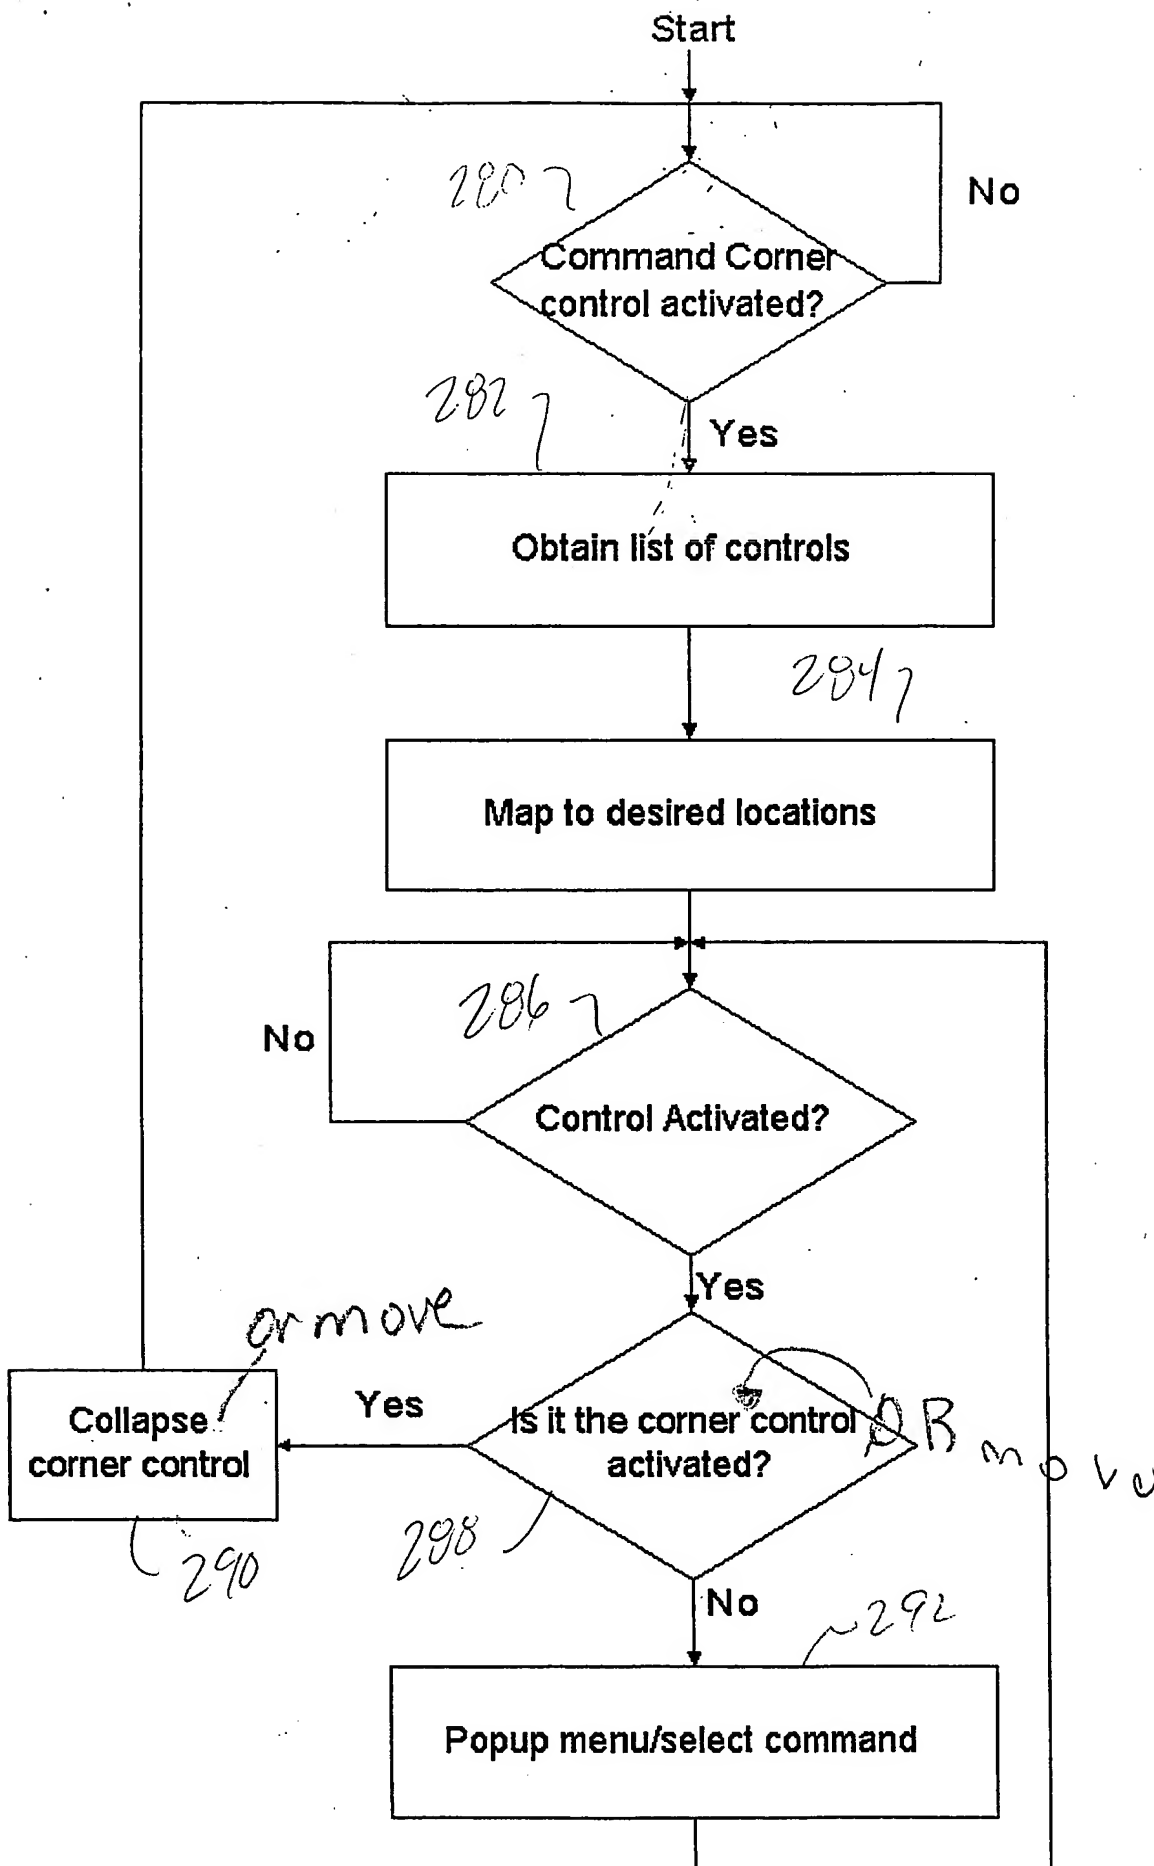 Start
280
No
Command Corner
control activated?
282
Yes
Obtain list of controls
284
Map to desired locations
286
No
Control Activated?
Yes
or move
Collapse
corner control
Yes
Is it the corner control
activated?
OR move
290
288
No
292
Popup menu/select command